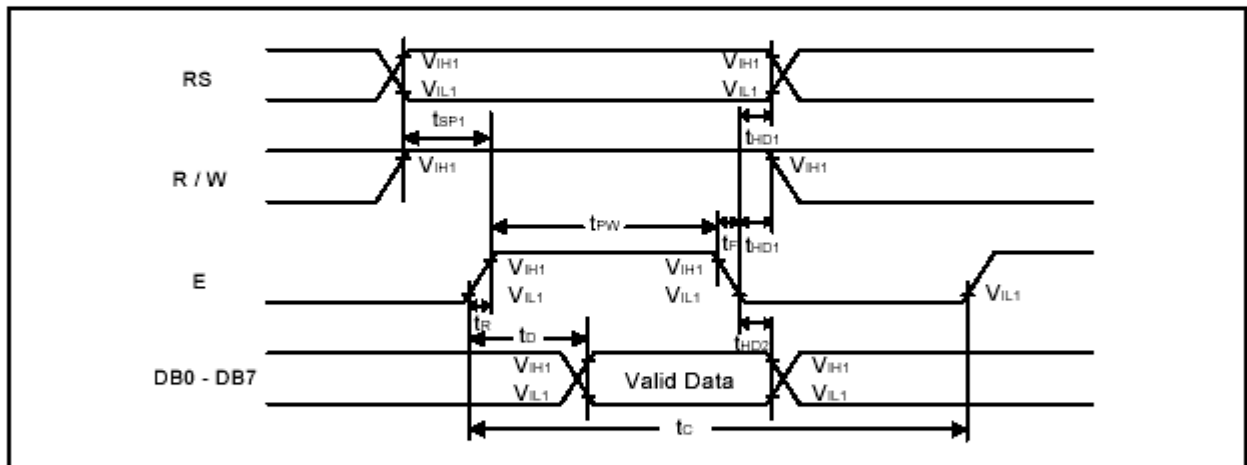 RS
VIH1 VIH1
VIL1 VIL1
tSP1 tHD1
R / W
VIH1 VIH1
tPW tF tHD1
E
VIH1 VIH1
VIL1 VIL1 VIL1
tR tD tHD2
DB0 - DB7
VIH1 Valid Data VIH1
VIL1 VIL1
tC